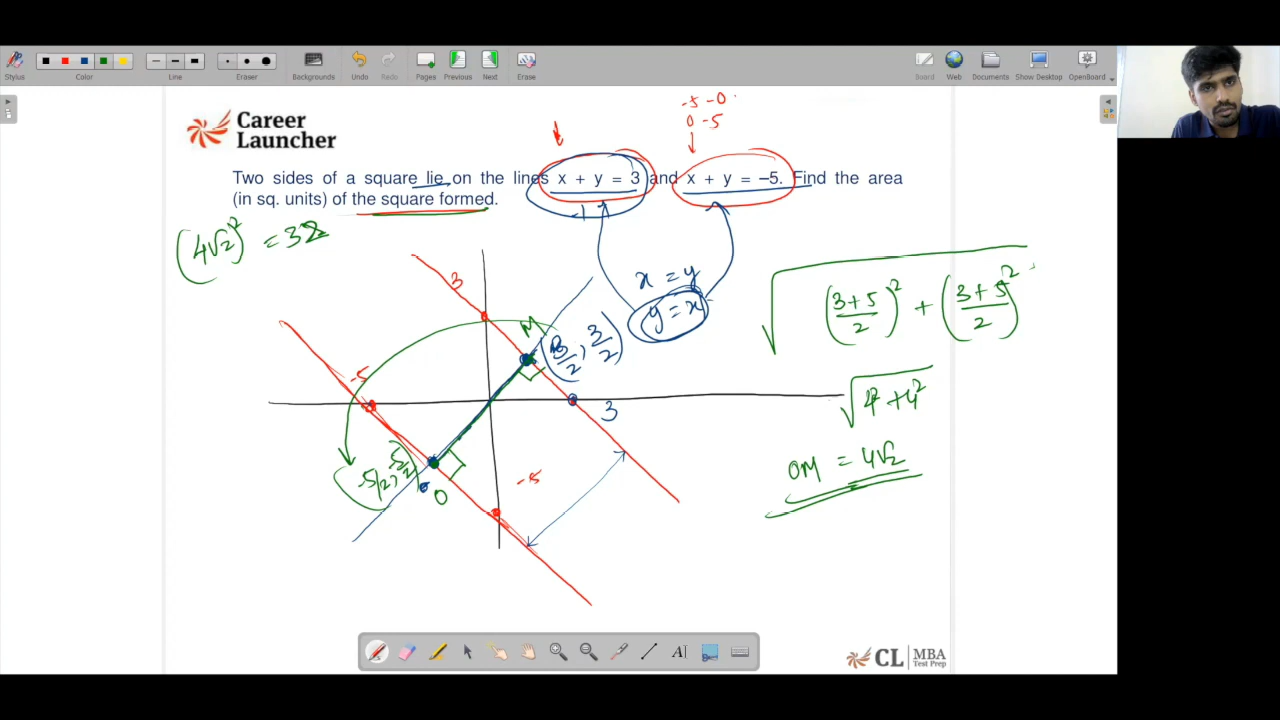 Stylus
Color
Line
Eraser
Backgrounds
Undo
Redo
Pages
Previous
Next
Erase
Board
Web
Documents
Show Desktop
OpenBoard
Career
Launcher
-5 -0
0 -5
Two sides of a square lie on the lines x + y = 3 and x + y = –5. Find the area
(in sq. units) of the square formed.
-1
(4√2)² = 32
x = y
y = x
√((3+5)/2)² + ((3+5)/2)²
3
M
(3/2, 3/2)
-5
3
√4² + 4²
(-5/2, -5/2)
O
-5
OM = 4√2
CL MBA
Test Prep